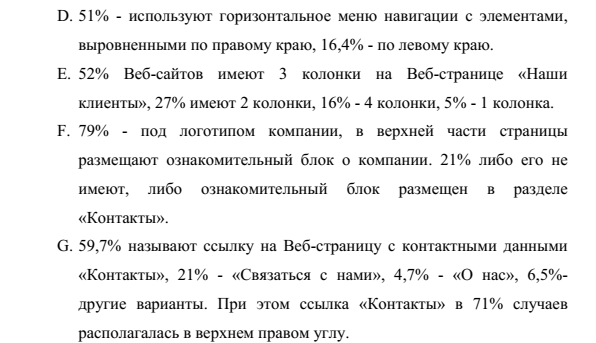 D. 51% - используют горизонтальное меню навигации с элементами,
выровненными по правому краю, 16,4% - по левому краю.
E. 52% Веб-сайтов имеют 3 колонки на Веб-странице «Наши
клиенты», 27% имеют 2 колонки, 16% - 4 колонки, 5% - 1 колонка.
F. 79% - под логотипом компании, в верхней части страницы
размещают ознакомительный блок о компании. 21% либо его не
имеют, либо ознакомительный блок размещен в разделе
«Контакты».
G. 59,7% называют ссылку на Веб-страницу с контактными данными
«Контакты», 21% - «Связаться с нами», 4,7% - «О нас», 6,5%-
другие варианты. При этом ссылка «Контакты» в 71% случаев
располагалась в верхнем правом углу.